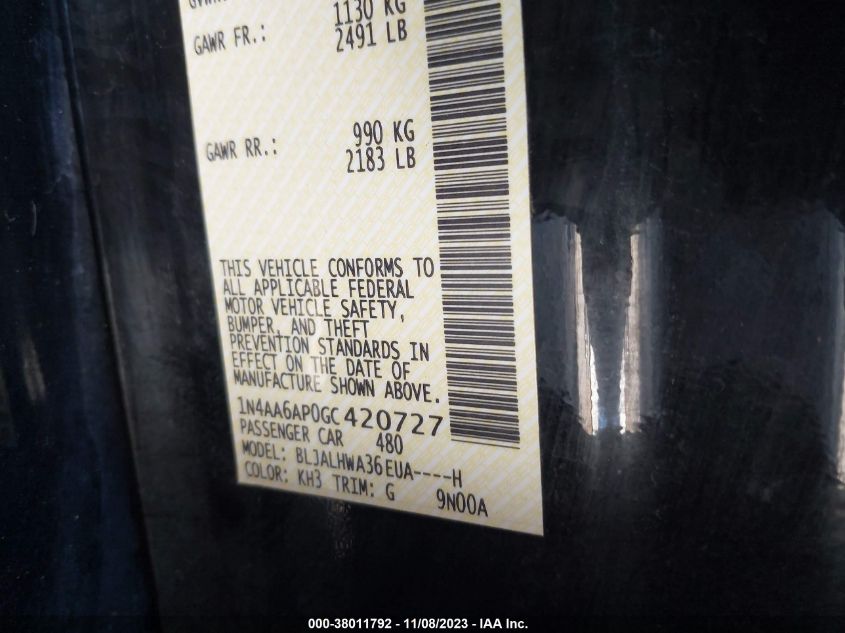 1130 KG
GAWR FR.: 2491 LB
GAWR RR.: 990 KG
2183 LB
THIS VEHICLE CONFORMS TO
ALL APPLICABLE FEDERAL
MOTOR VEHICLE SAFETY,
BUMPER, AND THEFT
PREVENTION STANDARDS IN
EFFECT ON THE DATE OF
MANUFACTURE SHOWN ABOVE.
1N4AA6AP0GC420727
PASSENGER CAR 480
MODEL: BLJALHWA36EUA----H
COLOR: KH3 TRIM: G 9N00A
000-38011792 - 11/08/2023 - IAA Inc.